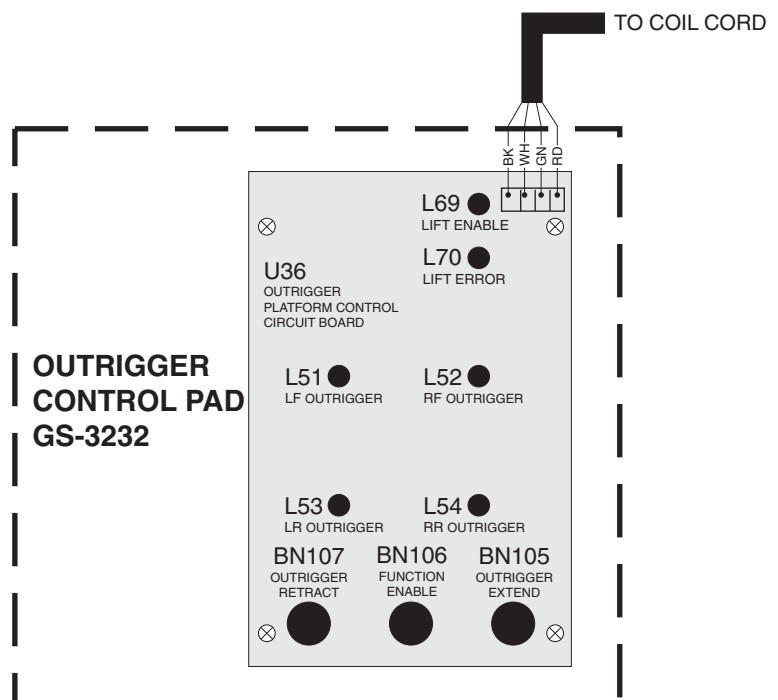 TO COIL CORD
BK
WH
GN
RD
L69
LIFT ENABLE
L70
LIFT ERROR
U36
OUTRIGGER
PLATFORM CONTROL
CIRCUIT BOARD
OUTRIGGER
CONTROL PAD
GS-3232
L51
LF OUTRIGGER
L52
RF OUTRIGGER
L53
LR OUTRIGGER
L54
RR OUTRIGGER
BN107
OUTRIGGER
RETRACT
BN106
FUNCTION
ENABLE
BN105
OUTRIGGER
EXTEND